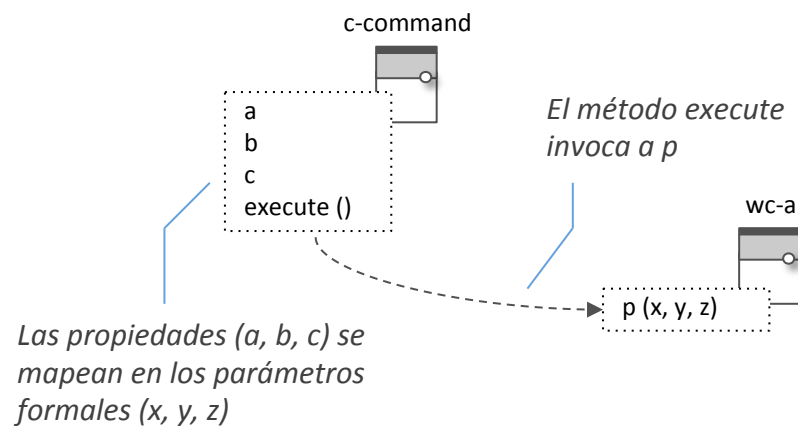 c-command
a
b
c
execute ()
El método execute
invoca a p
wc-a
p (x, y, z)
Las propiedades (a, b, c) se
mapean en los parámetros
formales (x, y, z)